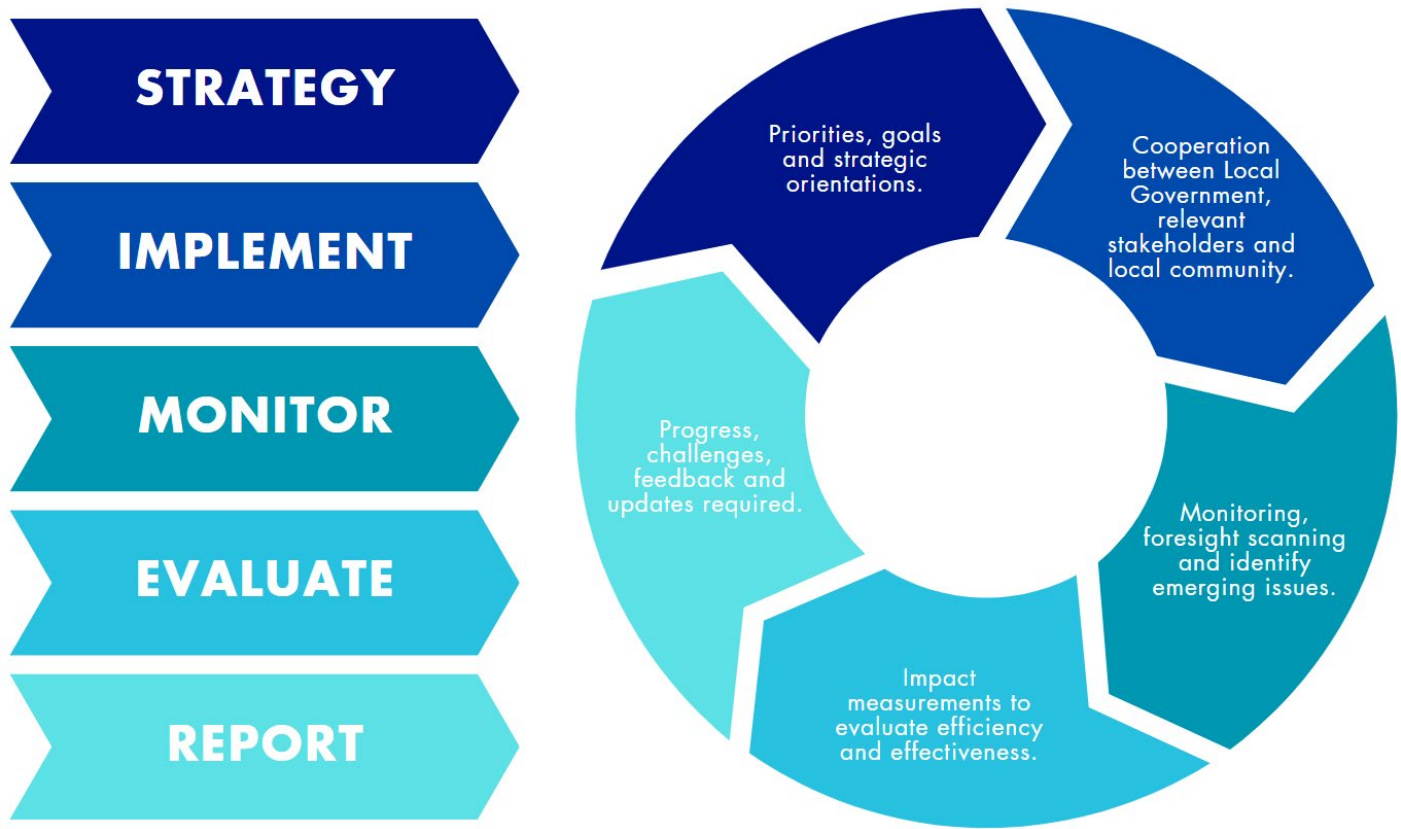 STRATEGY
IMPLEMENT
MONITOR
EVALUATE
REPORT
Priorities, goals
and strategic
orientations.
Cooperation
between Local
Government,
relevant
stakeholders and
local community.
Monitoring,
foresight scanning
and identify
emerging issues.
Impact
measurements to
evaluate efficiency
and effectiveness.
Progress,
challenges,
feedback and
updates required.